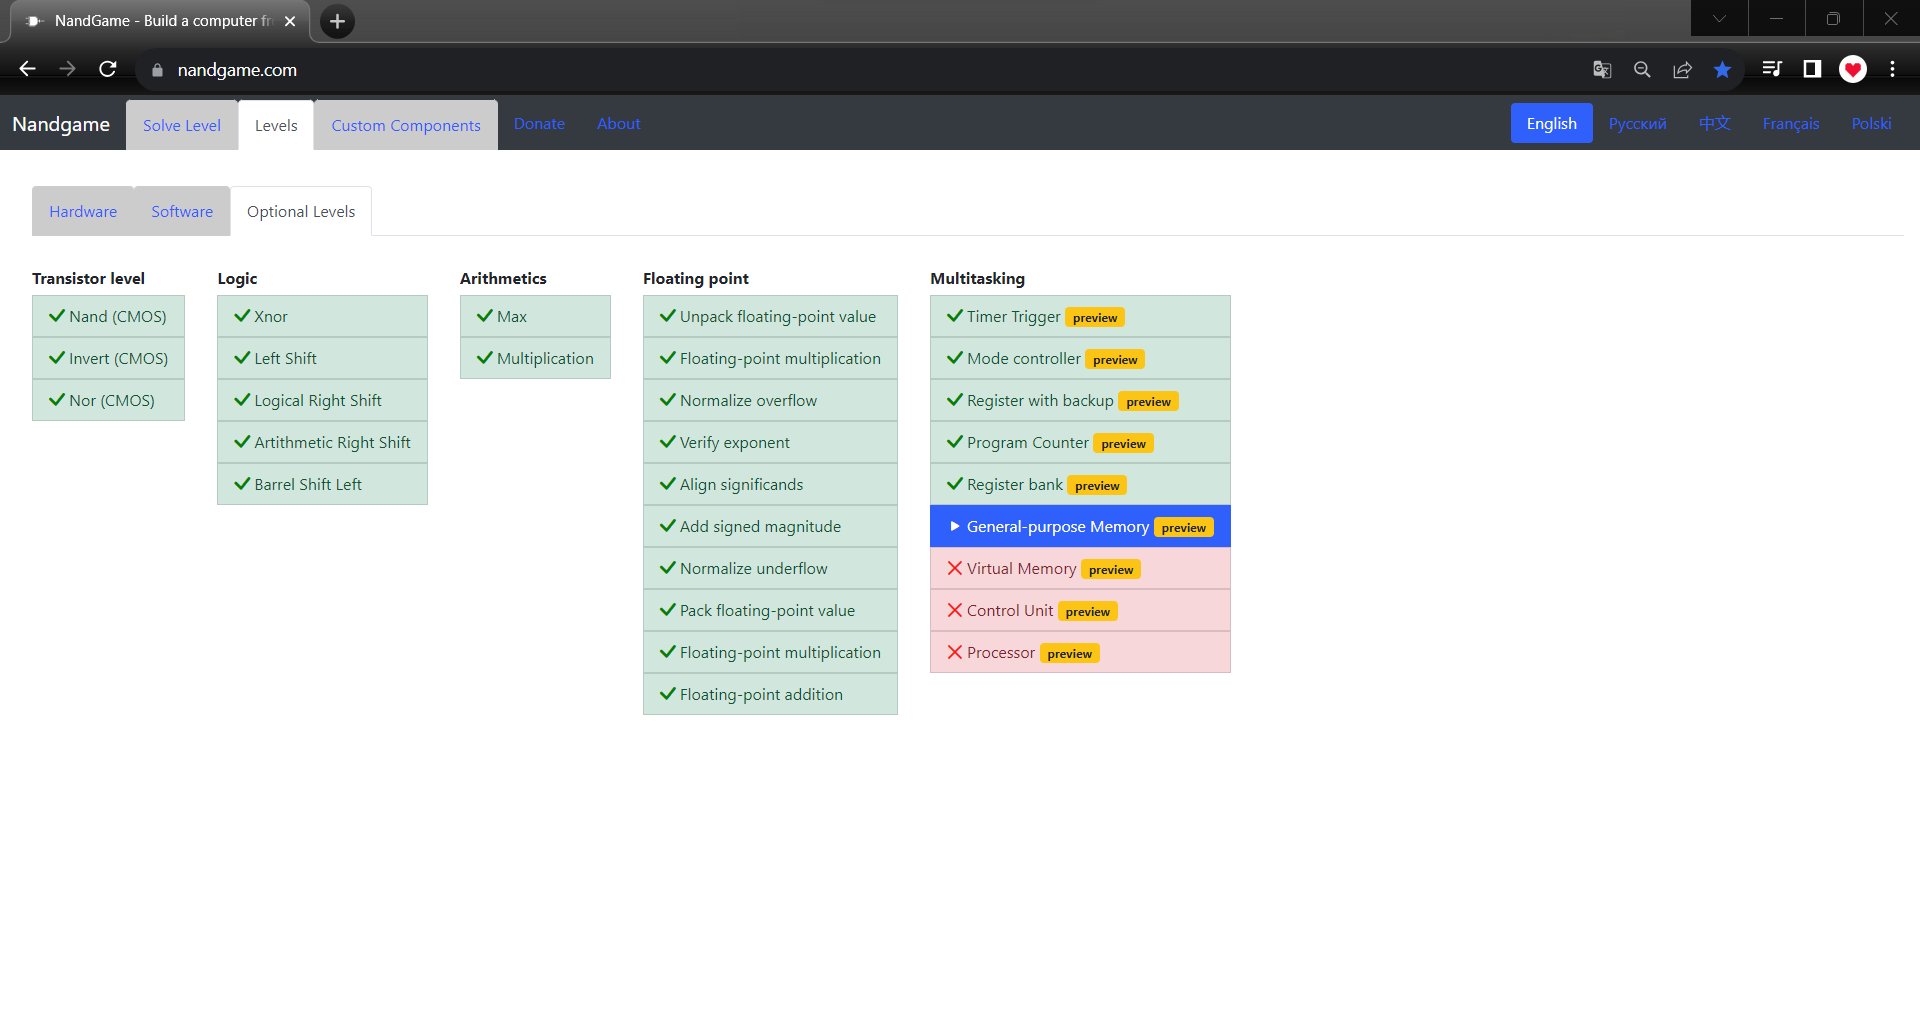 NandGame - Build a computer fr
nandgame.com
Nandgame
Solve Level
Levels
Custom Components
Donate
About
English
Русский
中文
Français
Polski
Hardware
Software
Optional Levels
Transistor level
Nand (CMOS)
Invert (CMOS)
Nor (CMOS)
Logic
Xnor
Left Shift
Logical Right Shift
Artithmetic Right Shift
Barrel Shift Left
Arithmetics
Max
Multiplication
Floating point
Unpack floating-point value
Floating-point multiplication
Normalize overflow
Verify exponent
Align significands
Add signed magnitude
Normalize underflow
Pack floating-point value
Floating-point multiplication
Floating-point addition
Multitasking
Timer Trigger preview
Mode controller preview
Register with backup preview
Program Counter preview
Register bank preview
General-purpose Memory preview
Virtual Memory preview
Control Unit preview
Processor preview